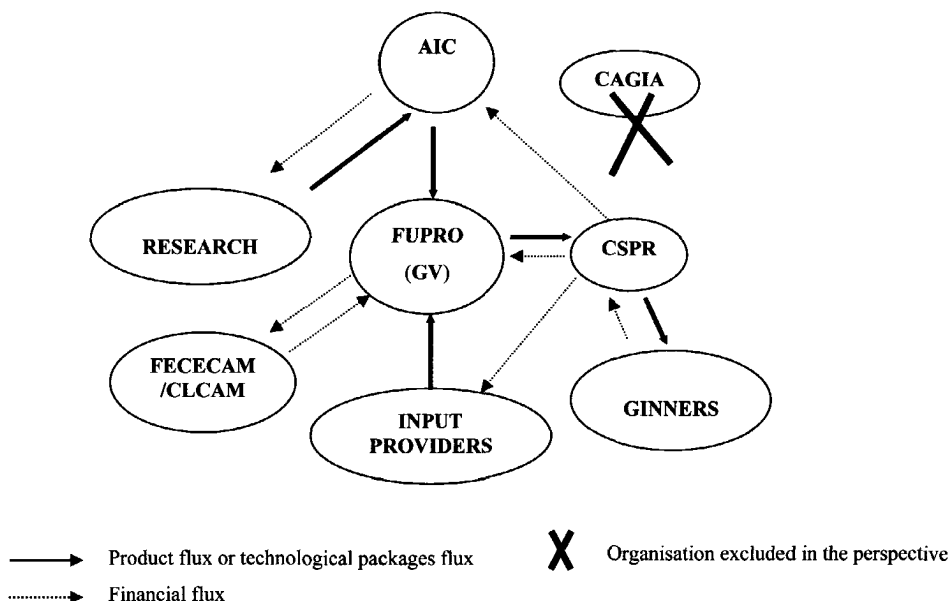 AIC
CAGIA
RESEARCH
FUPRO
(GV)
CSPR
FECECAM
/CLCAM
INPUT
PROVIDERS
GINNERS
Product flux or technological packages flux
Organisation excluded in the perspective
Financial flux